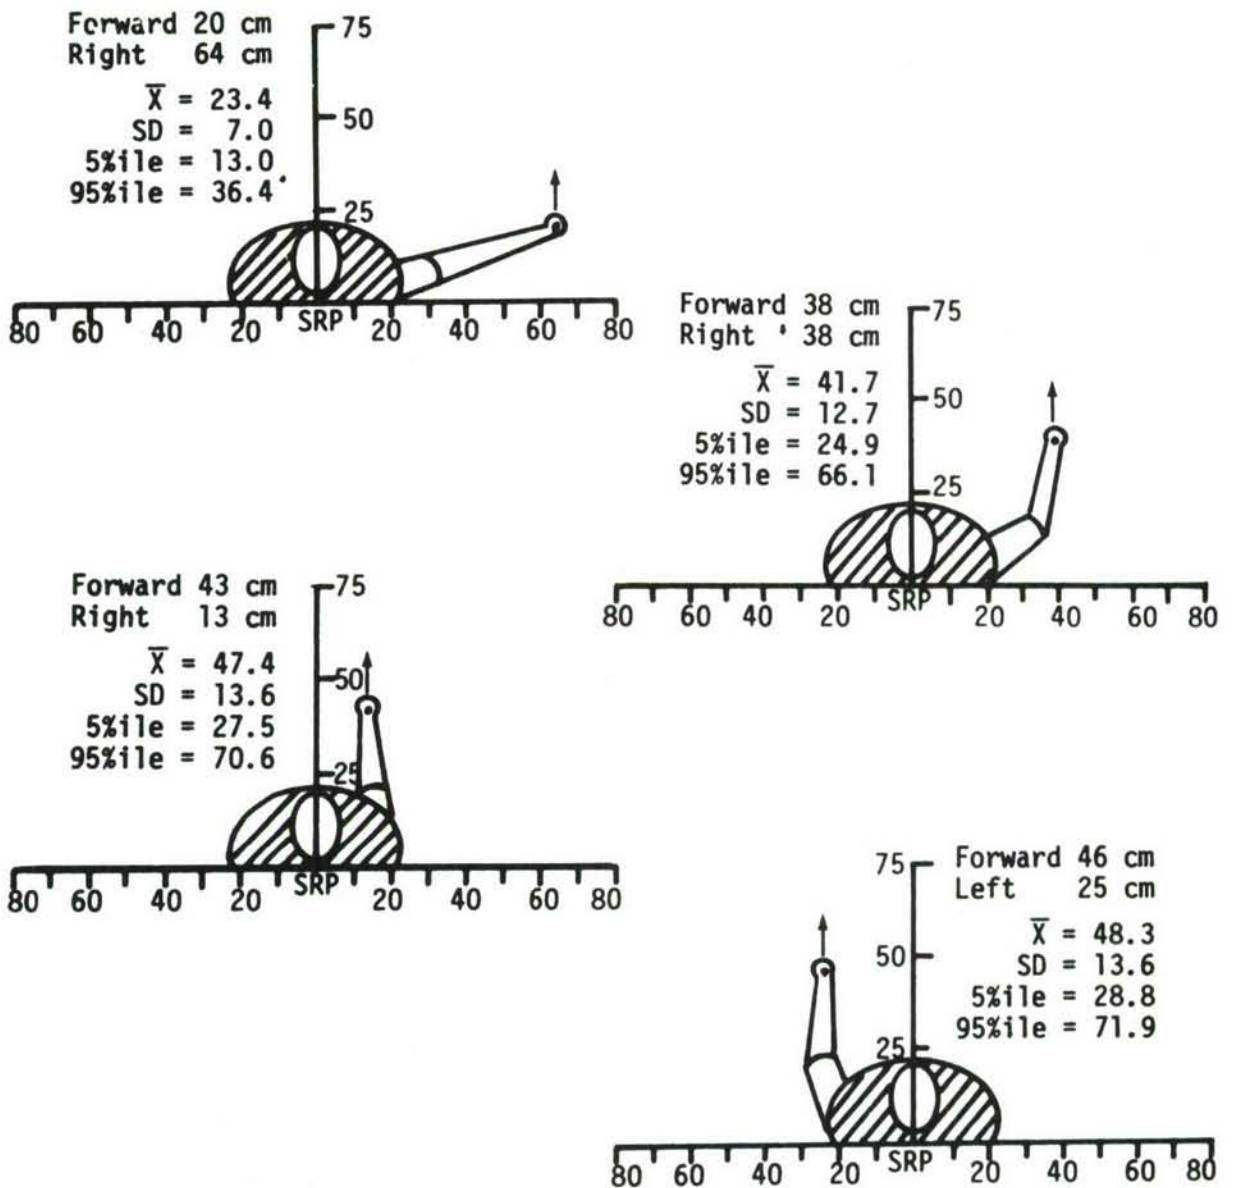 Forward 20 cm
Right 64 cm
X̅ = 23.4
SD = 7.0
5%ile = 13.0
95%ile = 36.4
75
50
25
80 60 40 20 SRP 20 40 60 80
Forward 38 cm
Right 38 cm
X̅ = 41.7
SD = 12.7
5%ile = 24.9
95%ile = 66.1
75
50
25
80 60 40 20 SRP 20 40 60 80
Forward 43 cm
Right 13 cm
X̅ = 47.4
SD = 13.6
5%ile = 27.5
95%ile = 70.6
75
50
25
80 60 40 20 SRP 20 40 60 80
Forward 46 cm
Left 25 cm
X̅ = 48.3
SD = 13.6
5%ile = 28.8
95%ile = 71.9
75
50
25
80 60 40 20 SRP 20 40 60 80